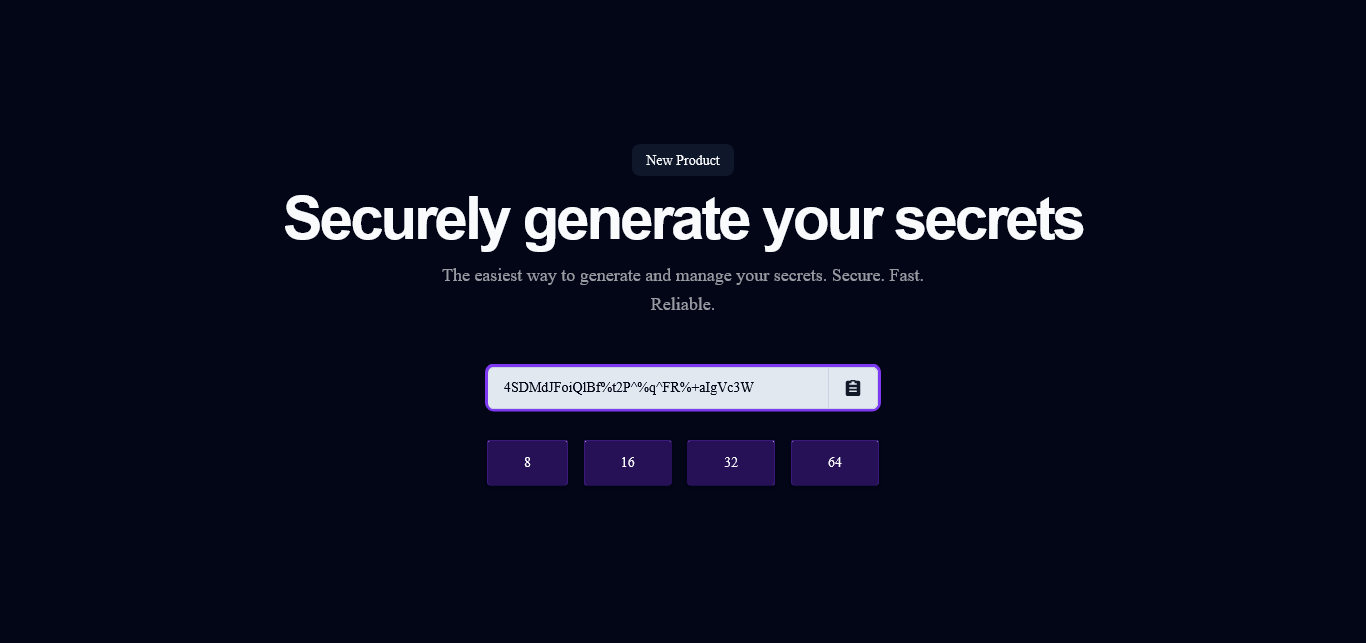 New Product
Securely generate your secrets
The easiest way to generate and manage your secrets. Secure. Fast.
Reliable.
4SDMdJFoiQlBf%t2P^%q^FR%+aIgVc3W
8
16
32
64